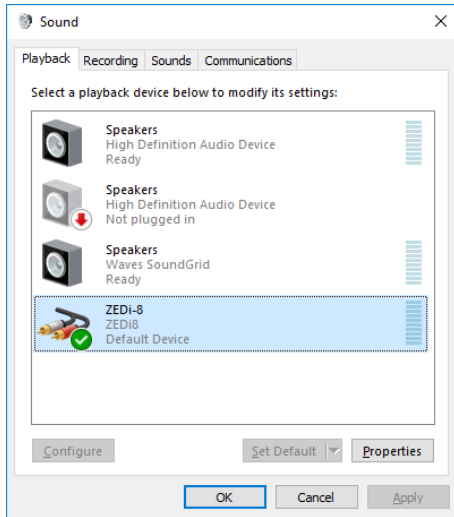 Sound
Playback Recording Sounds Communications
Select a playback device below to modify its settings:
Speakers
High Definition Audio Device
Ready
Speakers
High Definition Audio Device
Not plugged in
Speakers
Waves SoundGrid
Ready
ZEDi-8
ZEDi8
Default Device
Configure Set Default Properties
OK Cancel Apply